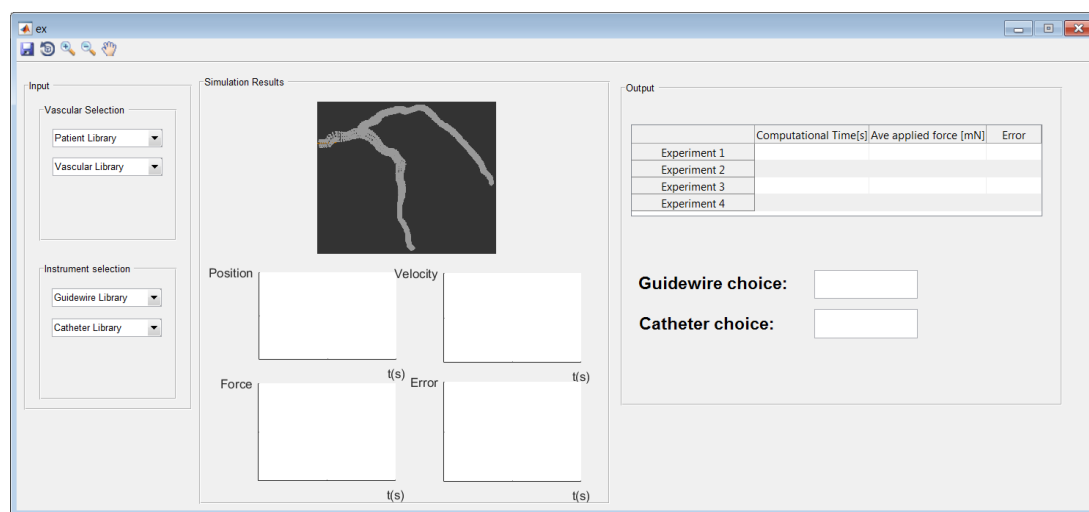 ex
Input
Vascular Selection
Patient Library
Vascular Library
Instrument selection
Guidewire Library
Catheter Library
Simulation Results
Position
t(s)
Velocity
t(s)
Force
t(s)
Error
t(s)
Output
Computational Time[s] Ave applied force [mN] Error
Experiment 1
Experiment 2
Experiment 3
Experiment 4
Guidewire choice:
Catheter choice: